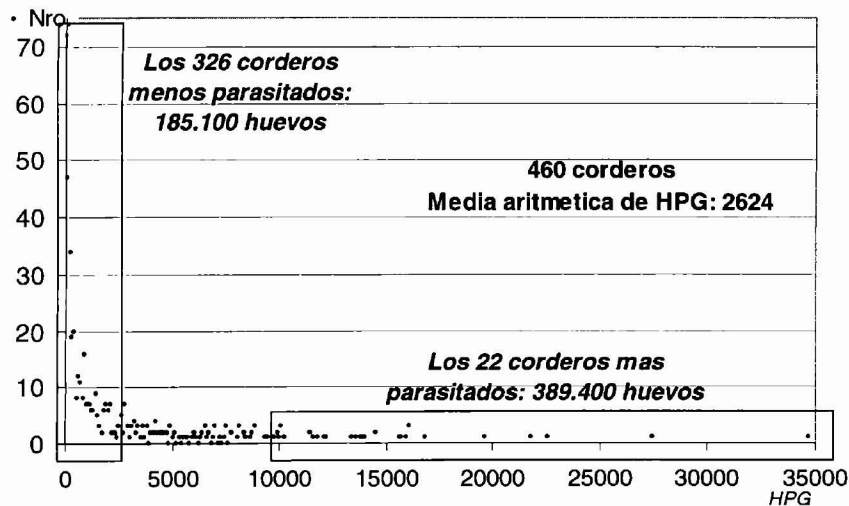 Nro
70
60
50
40
30
20
10
0
Los 326 corderos
menos parasitados:
185.100 huevos
460 corderos
Media aritmetica de HPG: 2624
Los 22 corderos mas
parasitados: 389.400 huevos
0 5000 10000 15000 20000 25000 30000 35000
HPG